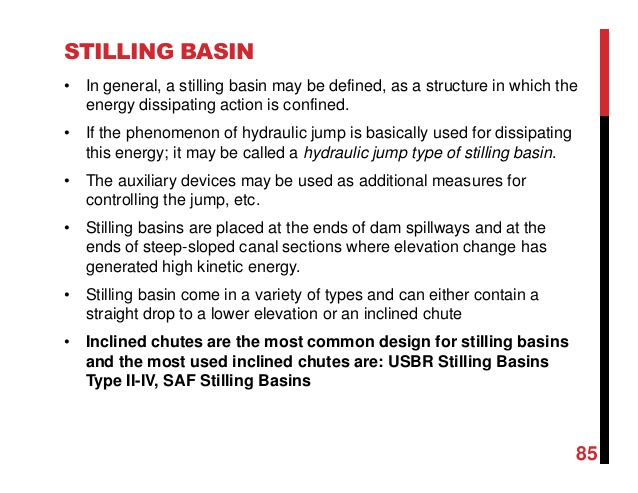 STILLING BASIN
• In general, a stilling basin may be defined, as a structure in which the
energy dissipating action is confined.
• If the phenomenon of hydraulic jump is basically used for dissipating
this energy; it may be called a hydraulic jump type of stilling basin.
• The auxiliary devices may be used as additional measures for
controlling the jump, etc.
• Stilling basins are placed at the ends of dam spillways and at the
ends of steep-sloped canal sections where elevation change has
generated high kinetic energy.
• Stilling basin come in a variety of types and can either contain a
straight drop to a lower elevation or an inclined chute
• Inclined chutes are the most common design for stilling basins
and the most used inclined chutes are: USBR Stilling Basins
Type II-IV, SAF Stilling Basins
85